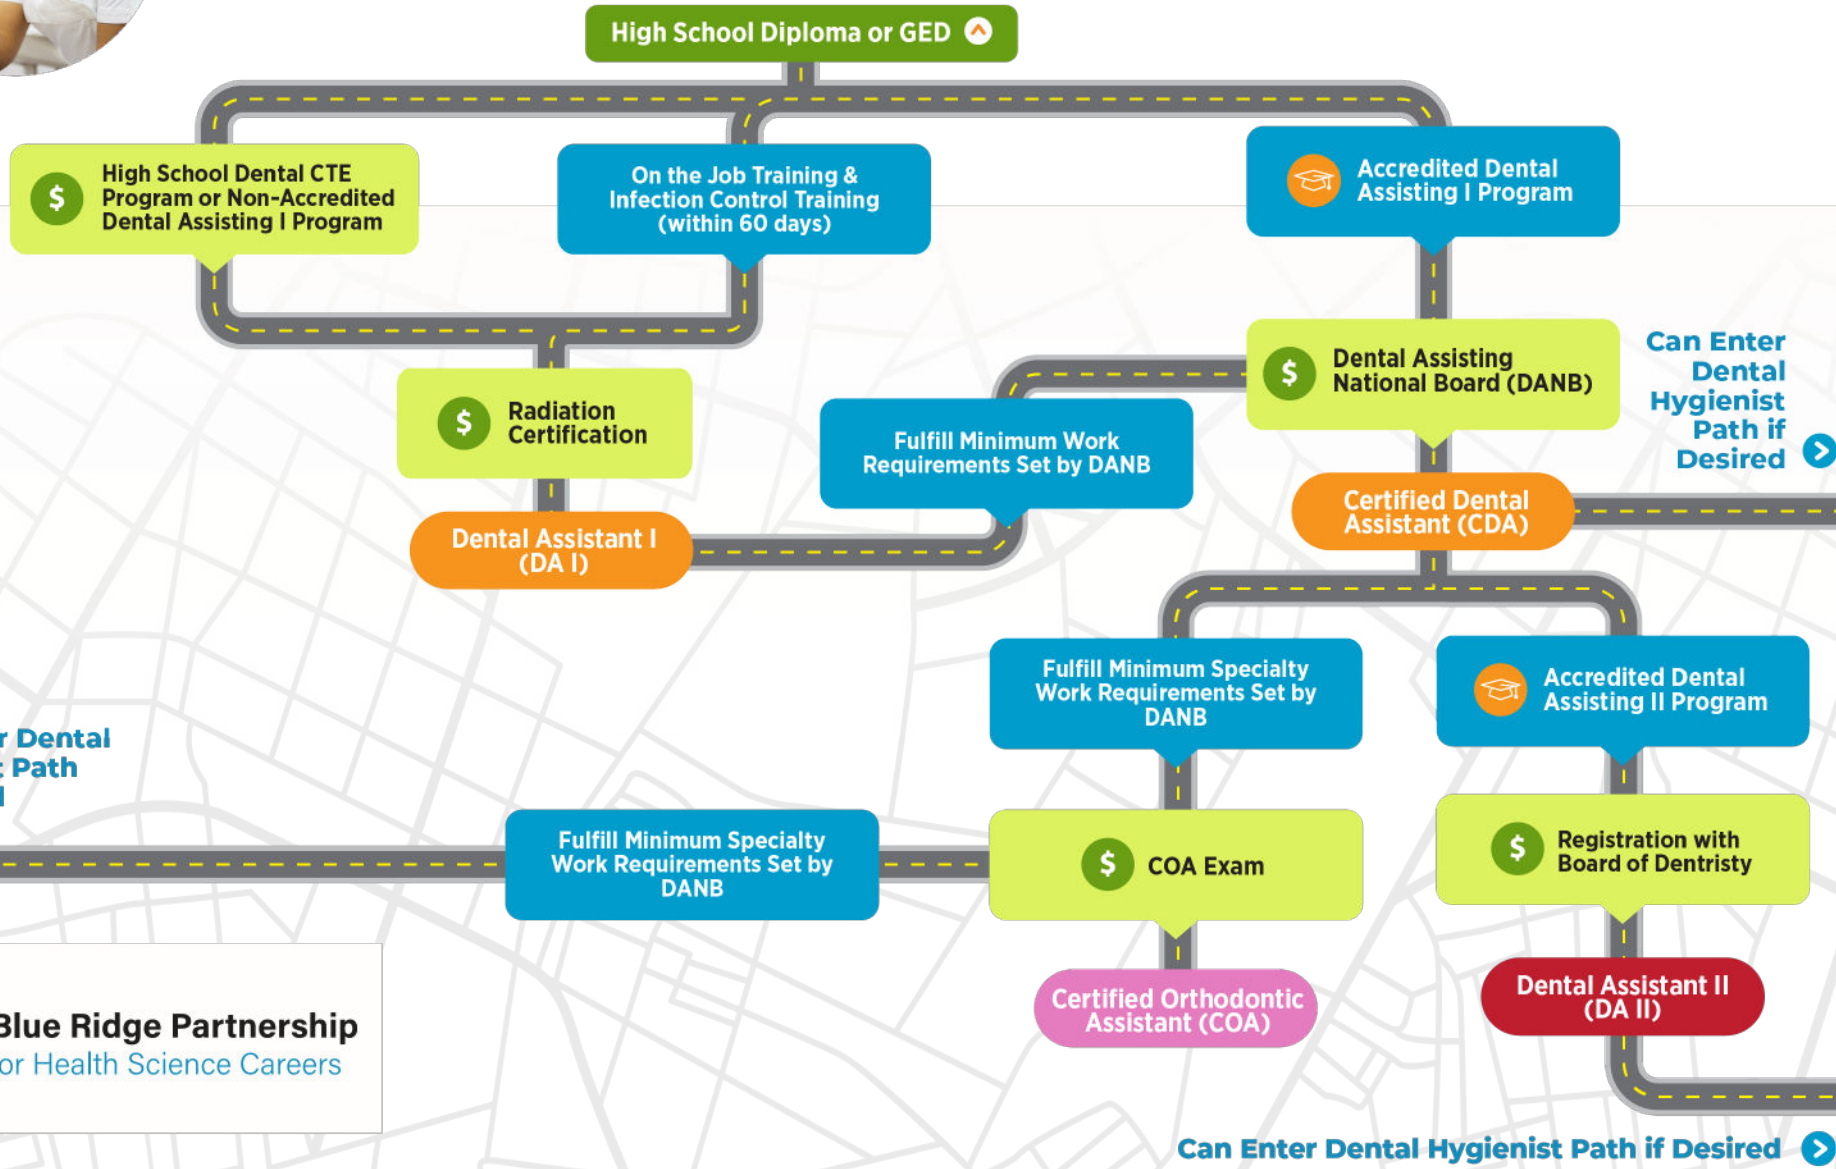 High School Diploma or GED
High School Dental CTE
Program or Non-Accredited
Dental Assisting I Program
$
On the Job Training &
Infection Control Training
(within 60 days)
Accredited Dental
Assisting I Program
Dental Assisting
National Board (DANB)
$
Can Enter
Dental
Hygienist
Path if
Desired
Radiation
Certification
$
Fulfill Minimum Work
Requirements Set by DANB
Certified Dental
Assistant (CDA)
Dental Assistant I
(DA I)
Fulfill Minimum Specialty
Work Requirements Set by
DANB
Accredited Dental
Assisting II Program
r Dental
Path
Fulfill Minimum Specialty
Work Requirements Set by
DANB
$
COA Exam
$
Registration with
Board of Dentristy
Certified Orthodontic
Assistant (COA)
Dental Assistant II
(DA II)
Blue Ridge Partnership
or Health Science Careers
Can Enter Dental Hygienist Path if Desired